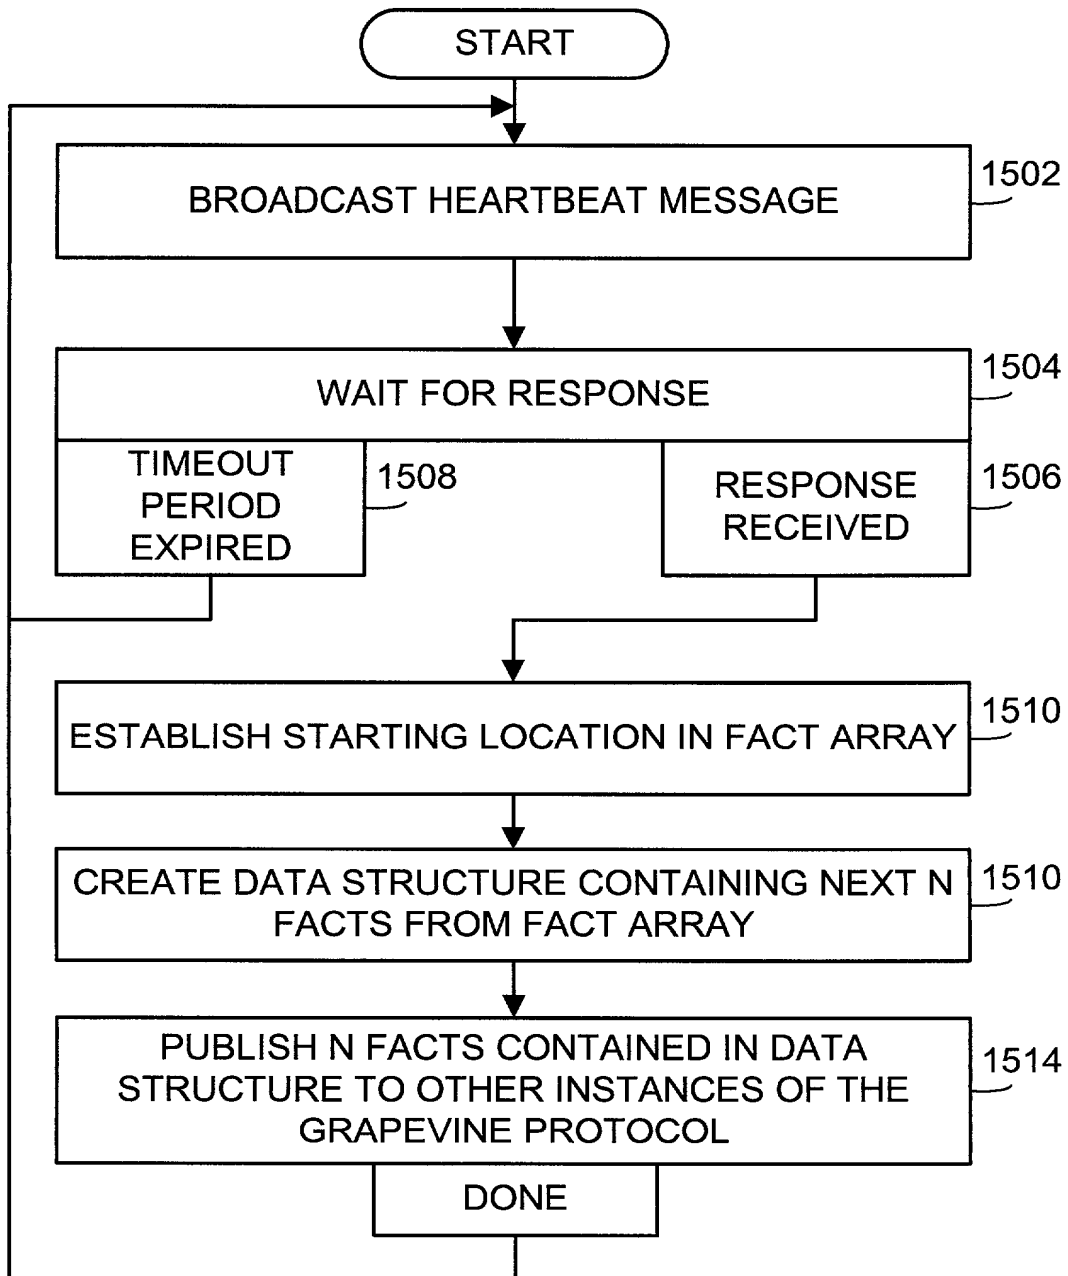 START
BROADCAST HEARTBEAT MESSAGE
1502
WAIT FOR RESPONSE
1504
TIMEOUT
PERIOD
EXPIRED
1508
RESPONSE
RECEIVED
1506
ESTABLISH STARTING LOCATION IN FACT ARRAY
1510
CREATE DATA STRUCTURE CONTAINING NEXT N
FACTS FROM FACT ARRAY
1510
PUBLISH N FACTS CONTAINED IN DATA
STRUCTURE TO OTHER INSTANCES OF THE
GRAPEVINE PROTOCOL
1514
DONE